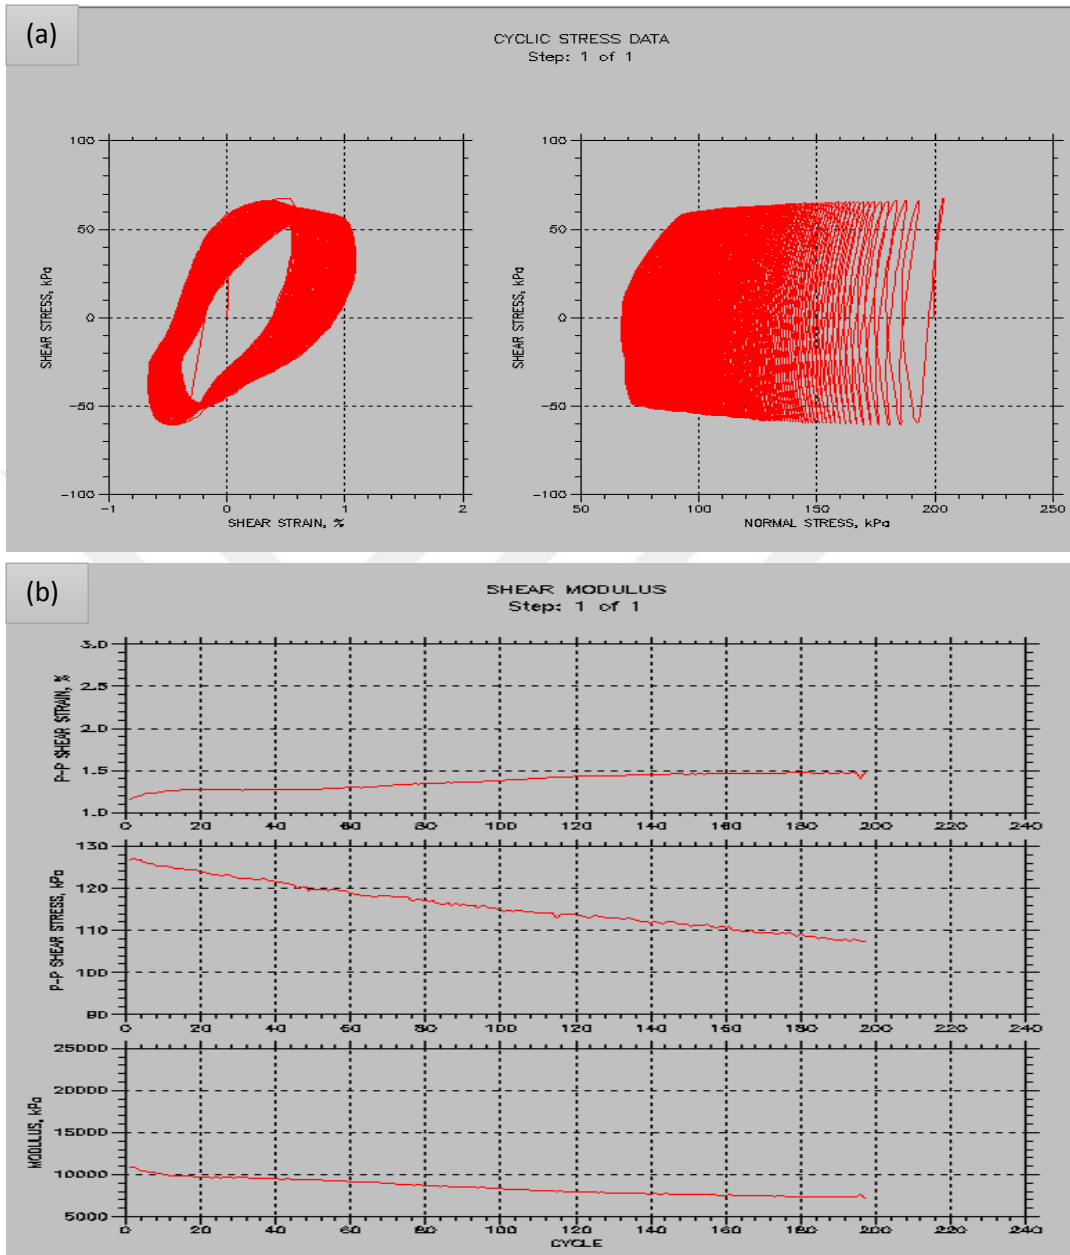 (a)
CYCLIC STRESS DATA
Step: 1 of 1
SHEAR STRESS, kPa
100
50
0
-50
-100
-1 0 1 2
SHEAR STRAIN, %
SHEAR STRESS, kPa
100
50
0
-50
-100
50 100 150 200 250
NORMAL STRESS, kPa
(b)
SHEAR MODULUS
Step: 1 of 1
P-P SHEAR STRAIN, %
3.0
2.5
2.0
1.5
1.0
0 20 40 60 80 100 120 140 160 180 200 220 240
P-P SHEAR STRESS, kPa
130
120
110
100
90
0 20 40 60 80 100 120 140 160 180 200 220 240
MODULUS, kPa
25000
20000
15000
10000
5000
0 20 40 60 80 100 120 140 160 180 200 220 240
CYCLE